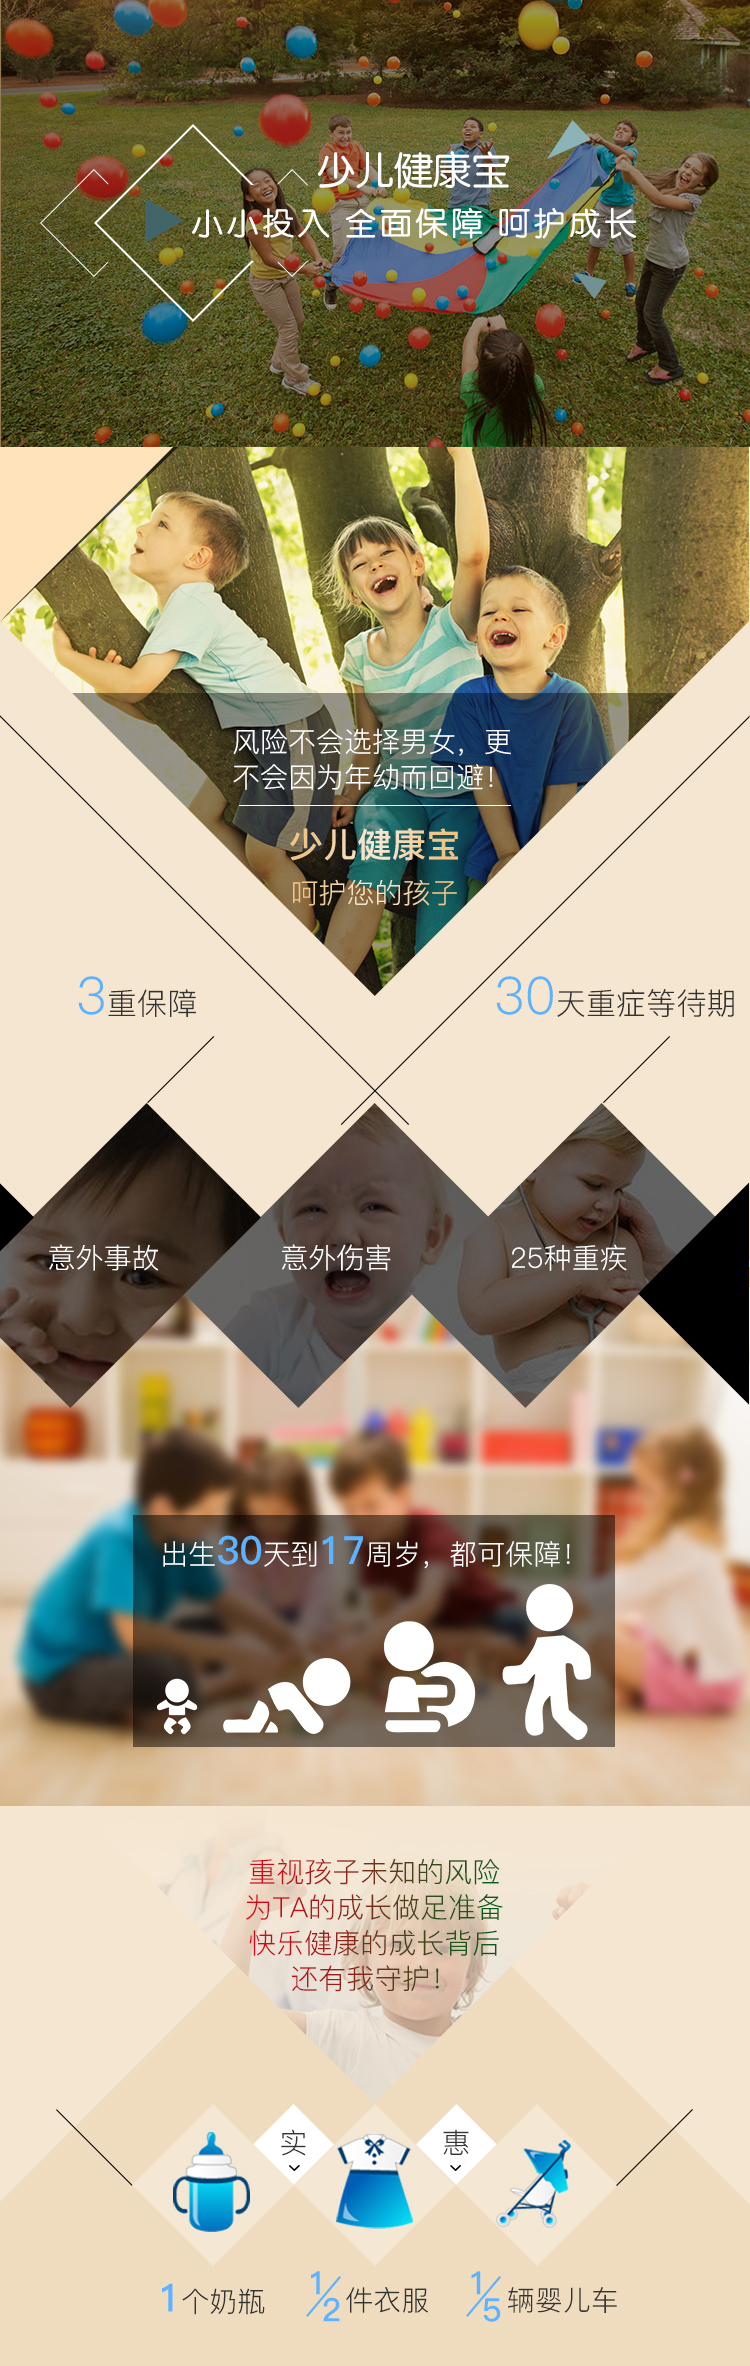 少儿健康宝
小小投入 全面保障 呵护成长
风险不会选择男女，更
不会因为年幼而回避！
少儿健康宝
呵护您的孩子
3重保障
30天重症等待期
意外事故
意外伤害
25种重疾
出生30天到17周岁，都可保障！
重视孩子未知的风险
为TA的成长做足准备
快乐健康的成长背后
还有我守护！
实
惠
1个奶瓶
1/2件衣服
1/5辆婴儿车